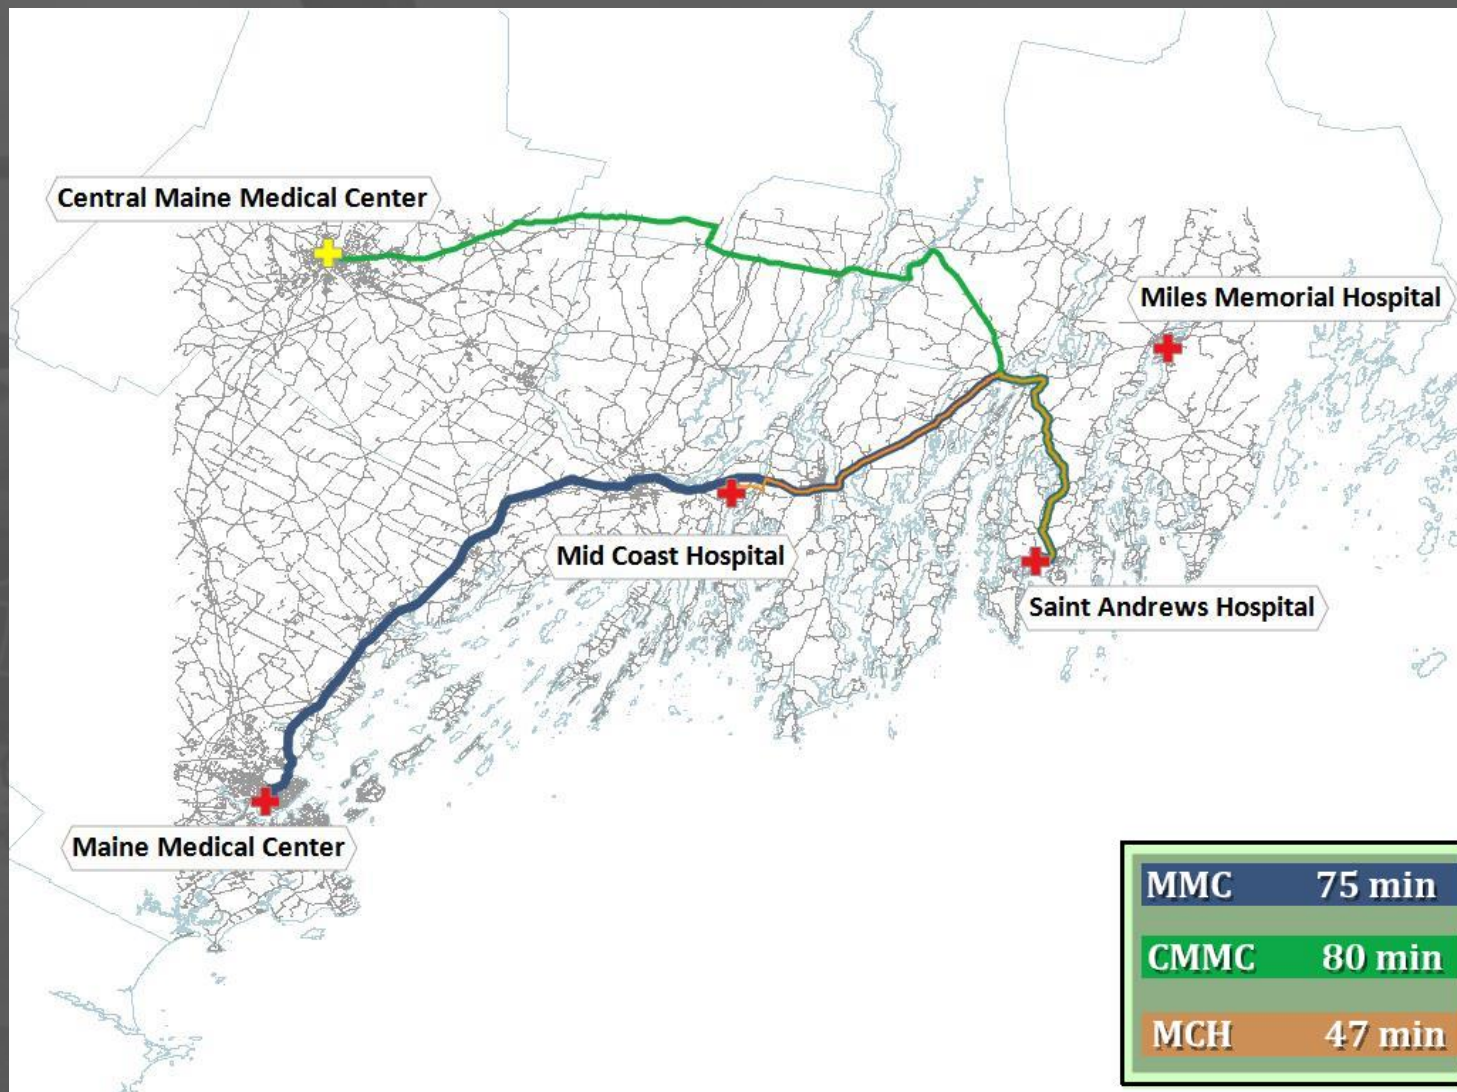 Central Maine Medical Center
Miles Memorial Hospital
Mid Coast Hospital
Saint Andrews Hospital
Maine Medical Center
MMC 75 min
CMMC 80 min
MCH 47 min